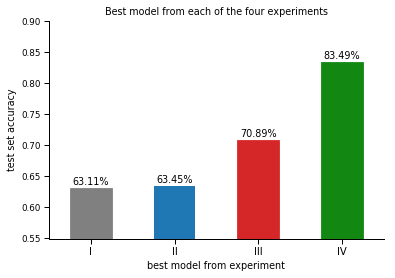 Best model from each of the four experiments
0.90
0.85
0.80
0.75
0.70
0.65
0.60
0.55
test set accuracy
63.11%
63.45%
70.89%
83.49%
I
II
III
IV
best model from experiment